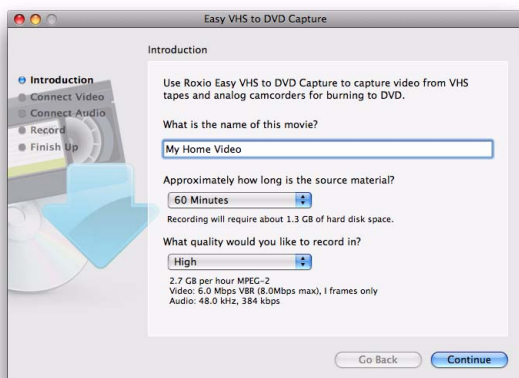 Easy VHS to DVD Capture
Introduction
Introduction
Connect Video
Connect Audio
Record
Finish Up
Use Roxio Easy VHS to DVD Capture to capture video from VHS
tapes and analog camcorders for burning to DVD.
What is the name of this movie?
My Home Video
Approximately how long is the source material?
60 Minutes
Recording will require about 1.3 GB of hard disk space.
What quality would you like to record in?
High
2.7 GB per hour MPEG-2
Video: 6.0 Mbps VBR (8.0Mbps max), I frames only
Audio: 48.0 kHz, 384 kbps
Go Back
Continue